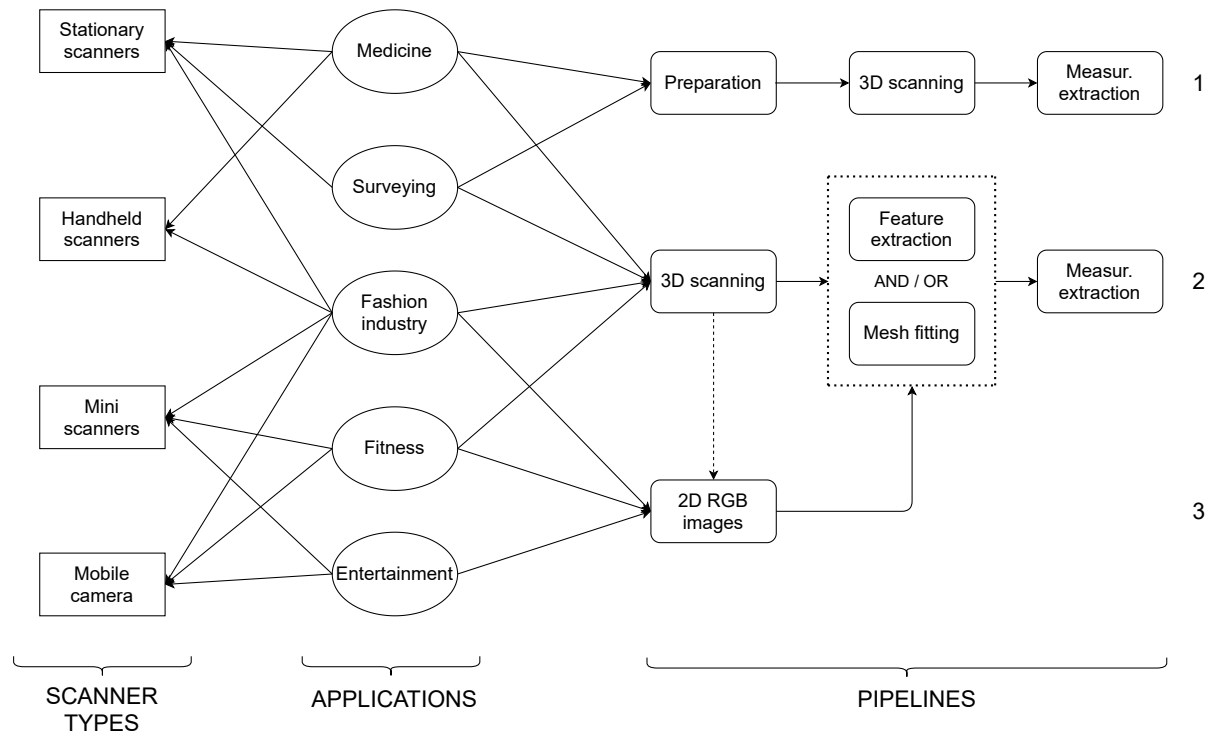 Stationary
scanners
Medicine
Preparation
3D scanning
Measur.
extraction
1
Handheld
scanners
Surveying
Feature
extraction
AND / OR
Mesh fitting
3D scanning
Measur.
extraction
2
Fashion
industry
Mini
scanners
Fitness
2D RGB
images
3
Mobile
camera
Entertainment
SCANNER
TYPES
APPLICATIONS
PIPELINES